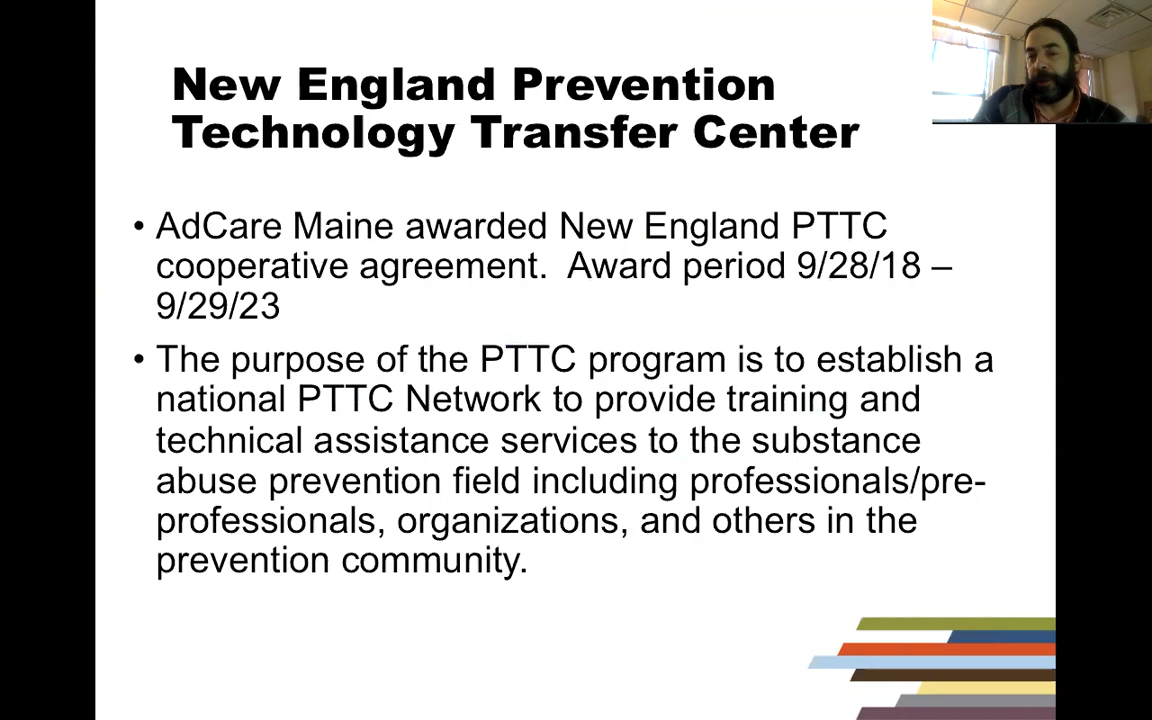 New England Prevention
Technology Transfer Center
• AdCare Maine awarded New England PTTC
cooperative agreement.  Award period 9/28/18 –
9/29/23
• The purpose of the PTTC program is to establish a
national PTTC Network to provide training and
technical assistance services to the substance
abuse prevention field including professionals/pre-
professionals, organizations, and others in the
prevention community.